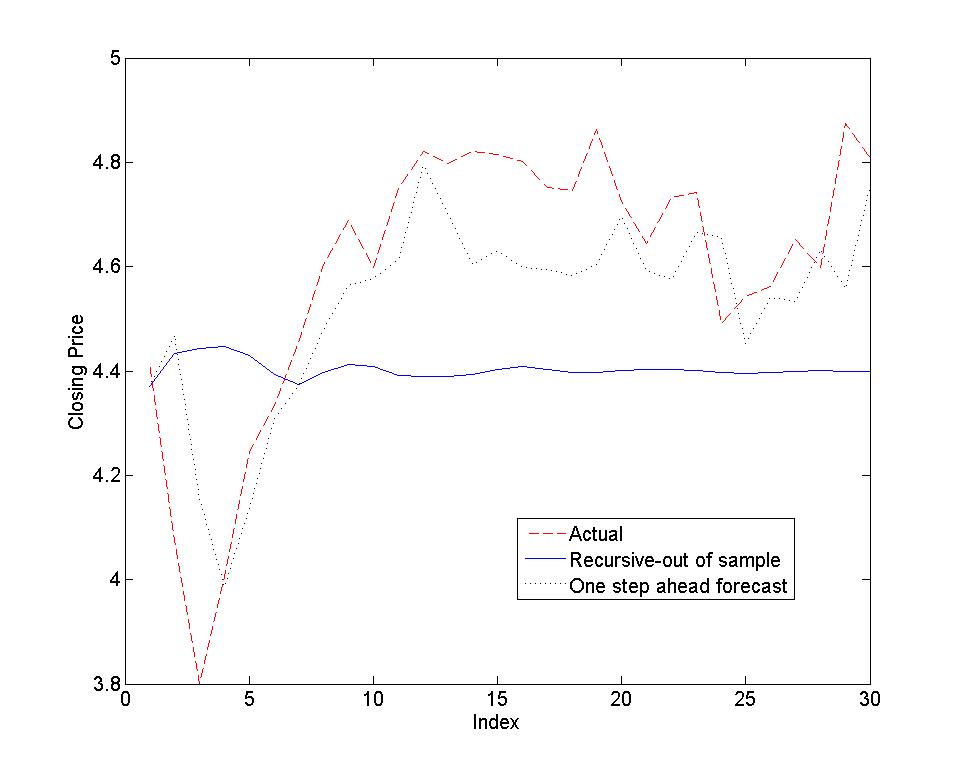 5
4.8
4.6
4.4
4.2
4
3.8
Closing Price
0 5 10 15 20 25 30
Index
Actual
Recursive-out of sample
One step ahead forecast